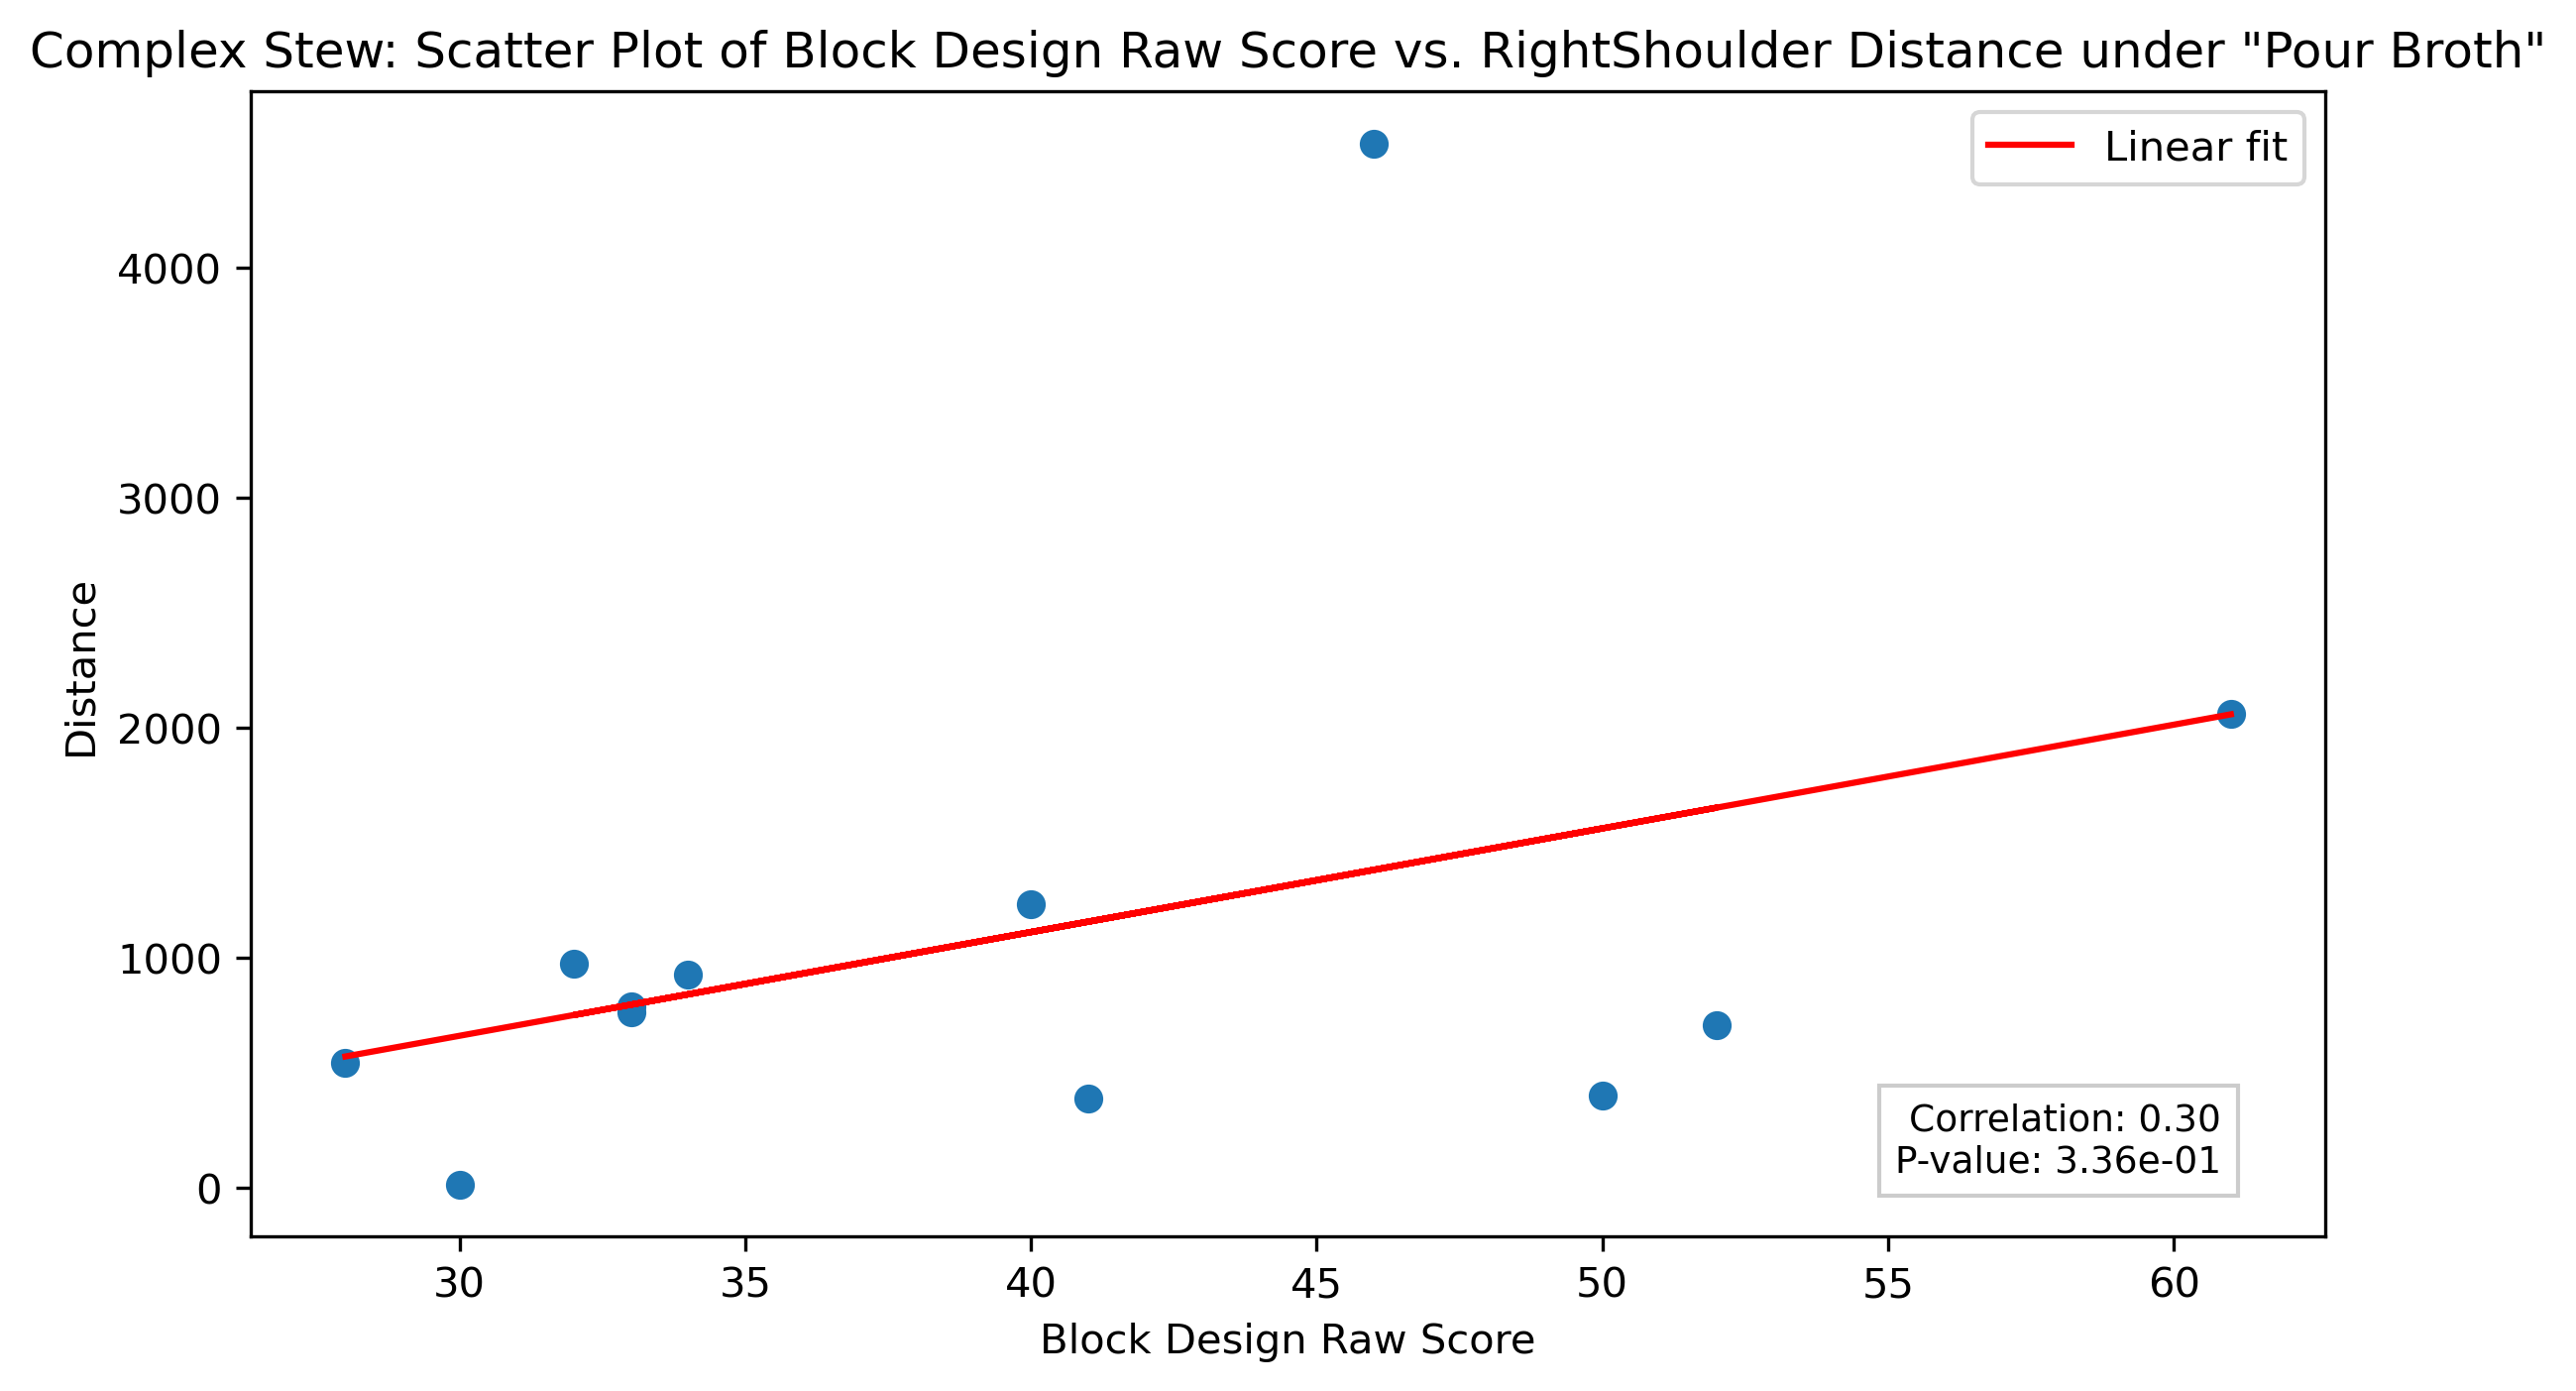 Complex Stew: Scatter Plot of Block Design Raw Score vs. RightShoulder Distance under "Pour Broth"
Linear fit
4000
3000
2000
1000
0
Distance
Correlation: 0.30
P-value: 3.36e-01
30 35 40 45 50 55 60
Block Design Raw Score